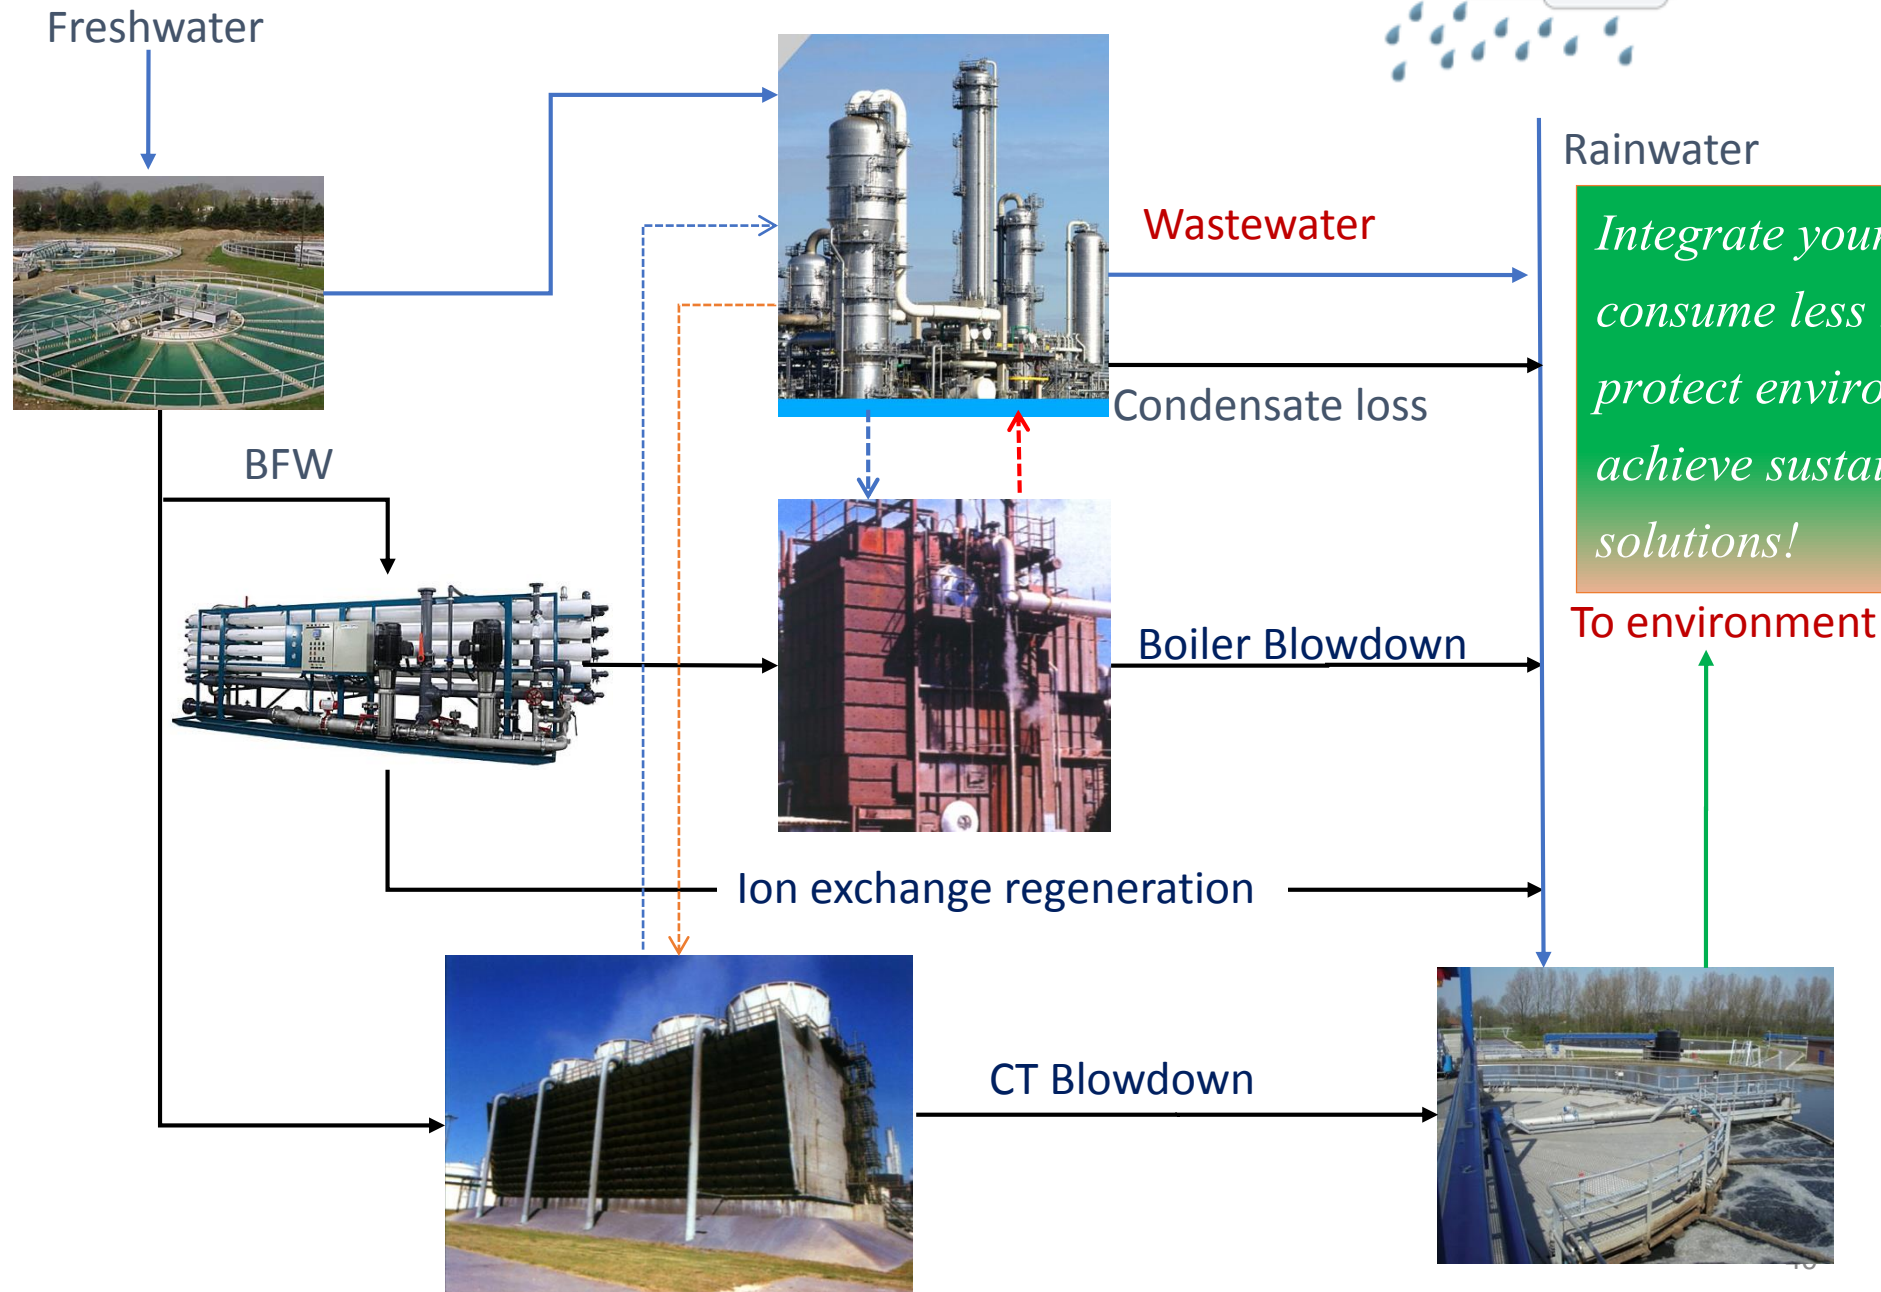 Freshwater
Rainwater
Wastewater
Integrate your
consume less
protect enviro
achieve sustai
solutions!
Condensate loss
BFW
To environment
Boiler Blowdown
Ion exchange regeneration
CT Blowdown